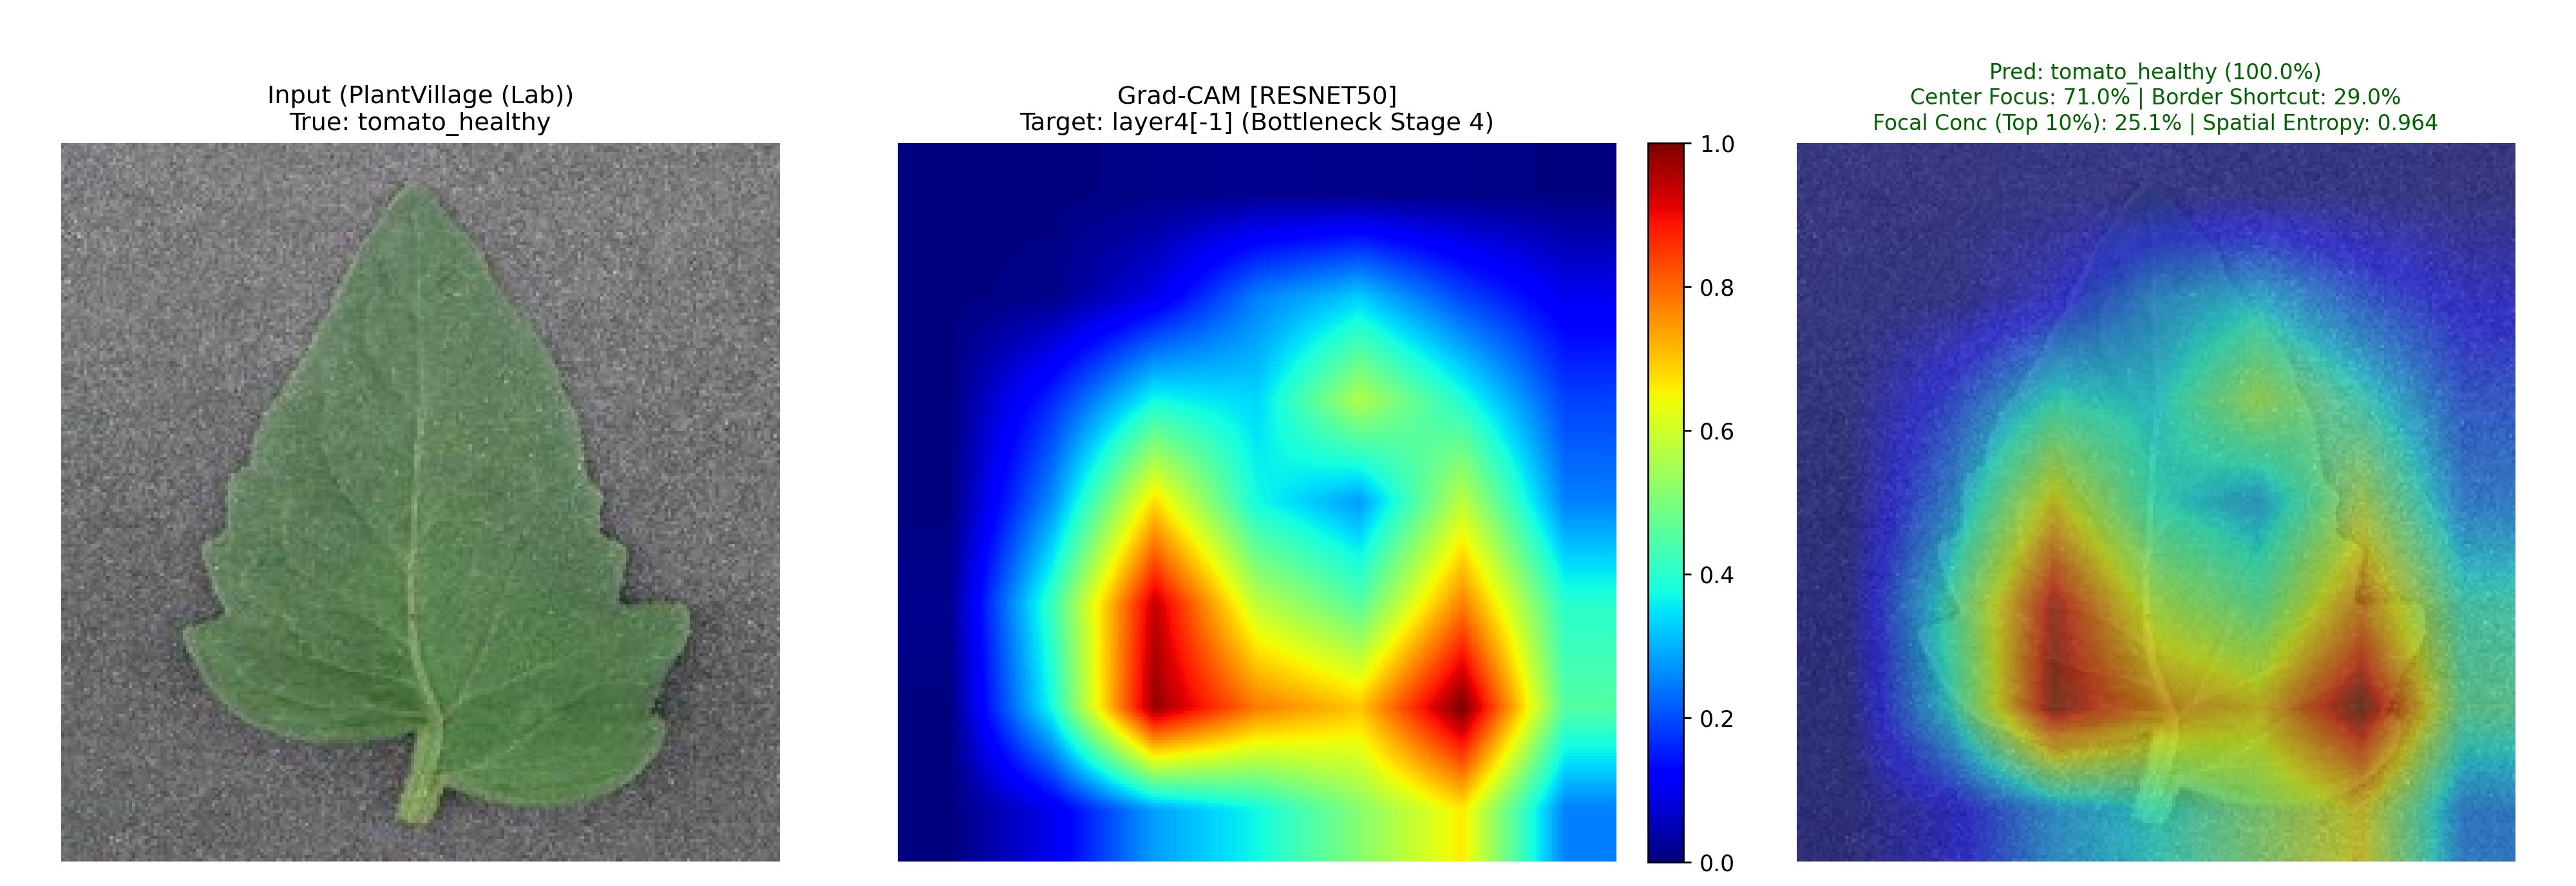 Input (PlantVillage (Lab))
True: tomato_healthy
Grad-CAM [RESNET50]
Target: layer4[-1] (Bottleneck Stage 4)
1.0
0.8
0.6
0.4
0.2
0.0
Pred: tomato_healthy (100.0%)
Center Focus: 71.0% | Border Shortcut: 29.0%
Focal Conc (Top 10%): 25.1% | Spatial Entropy: 0.964